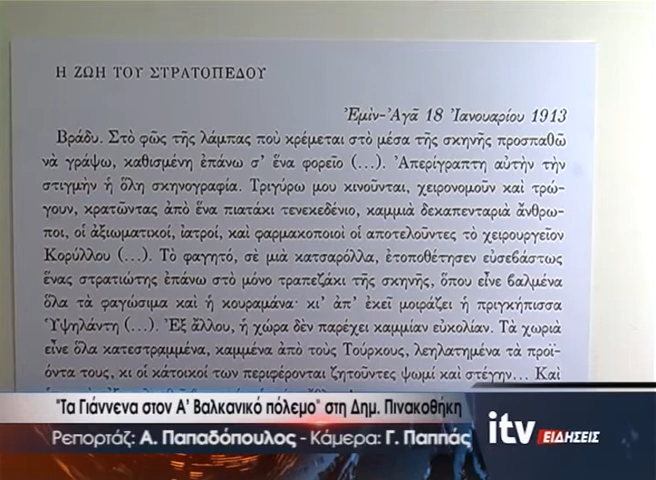 Η ΖΩΗ ΤΟΥ ΣΤΡΑΤΟΠΕΔΟΥ
Ἐμίν-Ἀγᾶ 18 Ἰανουαρίου 1913
Βράδυ. Στὸ φῶς τῆς λάμπας ποὺ κρέμεται στὸ μέσα τῆς σκηνῆς προσπαθῶ
νὰ γράψω, καθισμένη ἐπάνω σ’ ἕνα φορεῖο (...). Ἀπερίγραπτη αὐτὴν τὴν
στιγμὴν ἡ ὅλη σκηνογραφία. Τριγύρω μου κινοῦνται, χειρονομοῦν καὶ τρώ-
γουν, κρατῶντας ἀπὸ ἕνα πιατάκι τενεκεδένιο, καμμιὰ δεκαπενταριὰ ἄνθρω-
ποι, οἱ ἀξιωματικοί, ἰατροί, καὶ φαρμακοποιοὶ οἱ ἀποτελοῦντες τὸ χειρουργεῖον
Κορύλλου (...). Τὸ φαγητό, σὲ μιὰ κατσαρόλλα, ἐτοποθέτησεν εὐσεβάστως
ἕνας στρατιώτης ἐπάνω στὸ μόνο τραπεζάκι τῆς σκηνῆς, ὅπου εἶνε βαλμένα
ὅλα τὰ φαγώσιμα καὶ ἡ κουραμάνα· κι’ ἀπ’ ἐκεῖ μοιράζει ἡ πριγκήπισσα
Ὑψηλάντη (...). Ἐξ ἄλλου, ἡ χώρα δὲν παρέχει καμμίαν εὐκολίαν. Τὰ χωριὰ
εἶνε ὅλα κατεστραμμένα, καμμένα ἀπὸ τοὺς Τούρκους, λεηλατημένα τὰ προϊ-
όντα τους, κι οἱ κάτοικοί των περιφέρονται ζητοῦντες ψωμὶ καὶ στέγην... Καὶ
"Τα Γιάννενα στον Α' Βαλκανικό πόλεμο" στη Δημ. Πινακοθήκη
Ρεπορτάζ: Α. Παπαδόπουλος - Κάμερα: Γ. Παππάς
itv ΕΙΔΗΣΕΙΣ